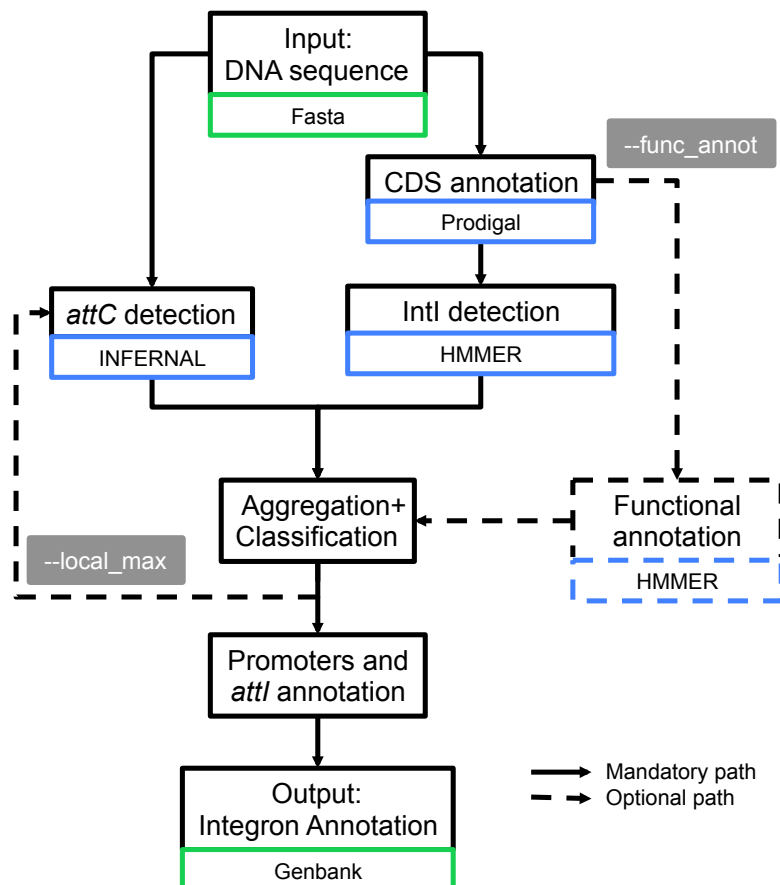 Input:
DNA sequence
Fasta
--func_annot
CDS annotation
Prodigal
attC detection
INFERNAL
IntI detection
HMMER
Aggregation+
Classification
Functional
annotation
HMMER
--local_max
Promoters and
attI annotation
Mandatory path
Optional path
Output:
Integron Annotation
Genbank